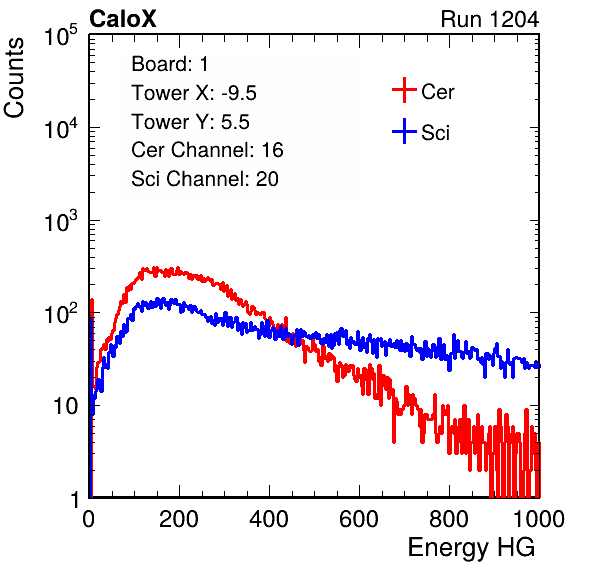 CaloX Run 1204
Counts
Board: 1
Tower X: -9.5
Tower Y: 5.5
Cer Channel: 16
Sci Channel: 20
Cer
Sci
10^5
10^4
10^3
10^2
10
1
0 200 400 600 800 1000
Energy HG